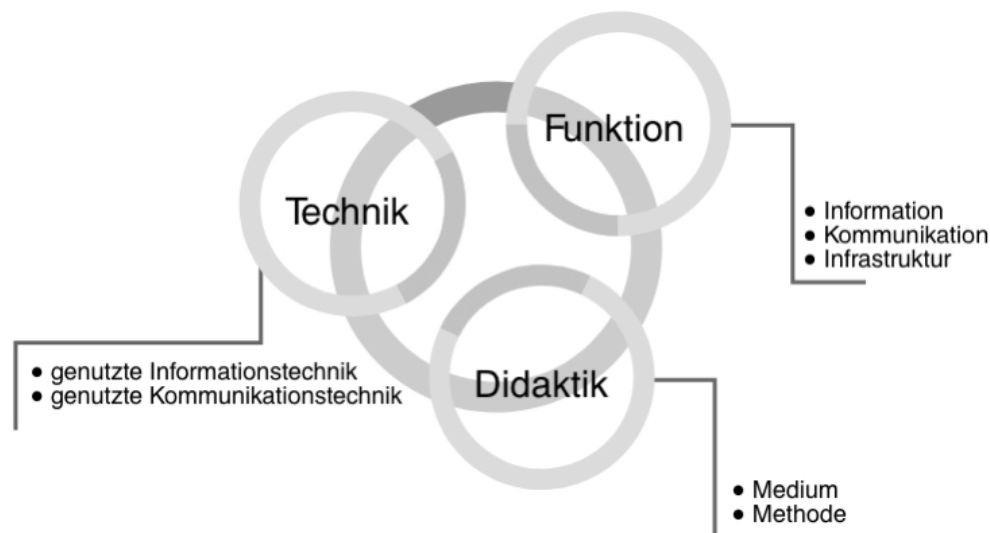 Funktion
Technik
• Information
• Kommunikation
• Infrastruktur
• genutzte Informationstechnik
• genutzte Kommunikationstechnik
Didaktik
• Medium
• Methode